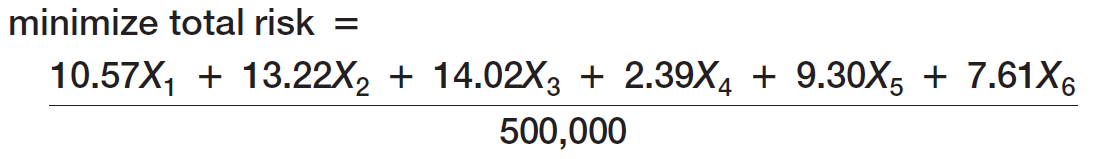 minimize total risk =
10.57X₁ + 13.22X₂ + 14.02X₃ + 2.39X₄ + 9.30X₅ + 7.61X₆
500,000